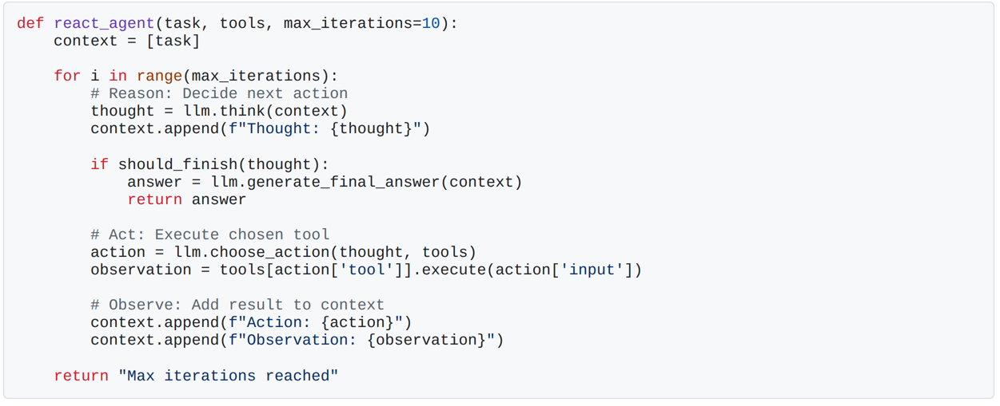 def react_agent(task, tools, max_iterations=10):
    context = [task]

    for i in range(max_iterations):
        # Reason: Decide next action
        thought = llm.think(context)
        context.append(f"Thought: {thought}")

        if should_finish(thought):
            answer = llm.generate_final_answer(context)
            return answer

        # Act: Execute chosen tool
        action = llm.choose_action(thought, tools)
        observation = tools[action['tool']].execute(action['input'])

        # Observe: Add result to context
        context.append(f"Action: {action}")
        context.append(f"Observation: {observation}")

    return "Max iterations reached"